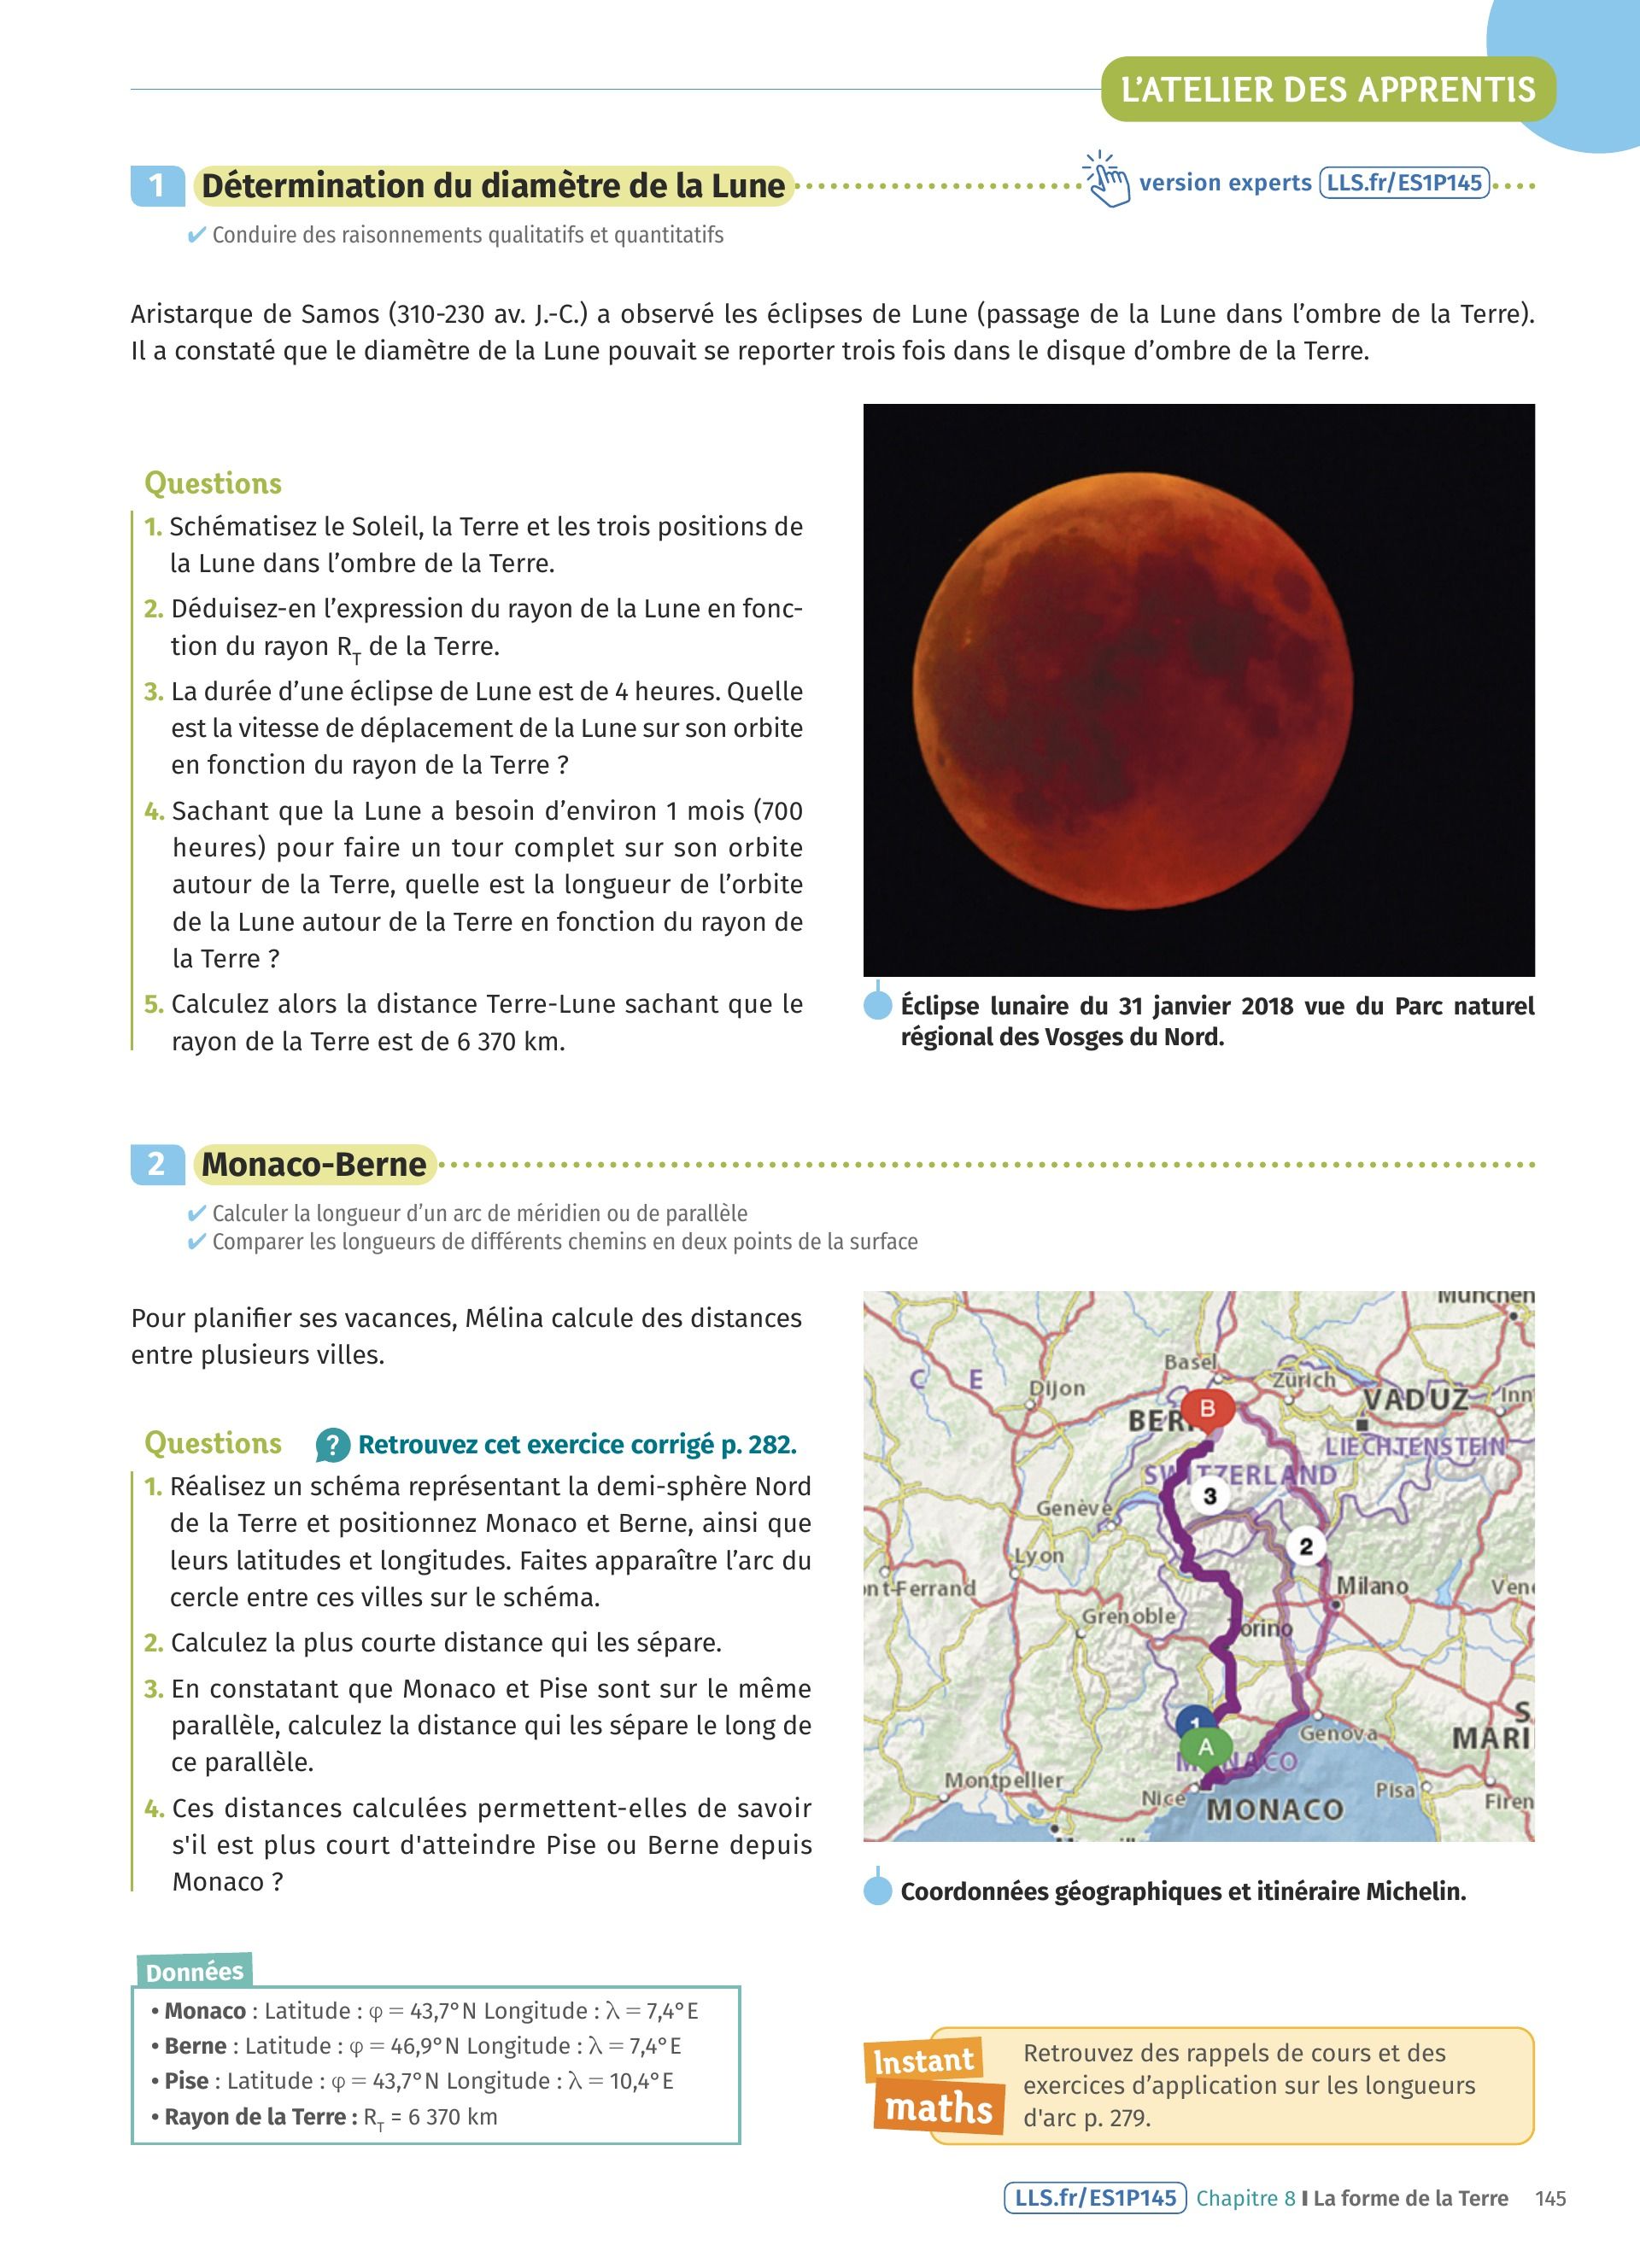 L'ATELIER DES APPRENTIS
1 Détermination du diamètre de la Lune
version experts LLS.fr/ES1P145
✔ Conduire des raisonnements qualitatifs et quantitatifs
Aristarque de Samos (310-230 av. J.-C.) a observé les éclipses de Lune (passage de la Lune dans l'ombre de la Terre).
Il a constaté que le diamètre de la Lune pouvait se reporter trois fois dans le disque d'ombre de la Terre.
Questions
1. Schématisez le Soleil, la Terre et les trois positions de
la Lune dans l'ombre de la Terre.
2. Déduisez-en l'expression du rayon de la Lune en fonc-
tion du rayon RT de la Terre.
3. La durée d'une éclipse de Lune est de 4 heures. Quelle
est la vitesse de déplacement de la Lune sur son orbite
en fonction du rayon de la Terre ?
4. Sachant que la Lune a besoin d'environ 1 mois (700
heures) pour faire un tour complet sur son orbite
autour de la Terre, quelle est la longueur de l'orbite
de la Lune autour de la Terre en fonction du rayon de
la Terre ?
5. Calculez alors la distance Terre-Lune sachant que le
rayon de la Terre est de 6 370 km.
Éclipse lunaire du 31 janvier 2018 vue du Parc naturel
régional des Vosges du Nord.
2 Monaco-Berne
✔ Calculer la longueur d'un arc de méridien ou de parallèle
✔ Comparer les longueurs de différents chemins en deux points de la surface
Pour planifier ses vacances, Mélina calcule des distances
entre plusieurs villes.
Questions
? Retrouvez cet exercice corrigé p. 282.
1. Réalisez un schéma représentant la demi-sphère Nord
de la Terre et positionnez Monaco et Berne, ainsi que
leurs latitudes et longitudes. Faites apparaître l'arc du
cercle entre ces villes sur le schéma.
2. Calculez la plus courte distance qui les sépare.
3. En constatant que Monaco et Pise sont sur le même
parallèle, calculez la distance qui les sépare le long de
ce parallèle.
4. Ces distances calculées permettent-elles de savoir
s'il est plus court d'atteindre Pise ou Berne depuis
Monaco ?
München
Basel
Zürich
C E
Dijon
VADUZ
Inn
BER
B
LIECHTENSTEIN
SWITZERLAND
3
Genève
2
Lyon
nt-Ferrand
Milano
Ven
Grenoble
orino
1
S.
Genova
MARI
A
MONACO
Montpellier
Pisa
Nice
MONACO
Firen
Coordonnées géographiques et itinéraire Michelin.
Données
• Monaco : Latitude : φ = 43,7° N Longitude : λ = 7,4° E
• Berne : Latitude : φ = 46,9° N Longitude : λ = 7,4° E
• Pise : Latitude : φ = 43,7° N Longitude : λ = 10,4° E
• Rayon de la Terre : RT = 6 370 km
Instant
maths
Retrouvez des rappels de cours et des
exercices d'application sur les longueurs
d'arc p. 279.
LLS.fr/ES1P145 Chapitre 8 I La forme de la Terre 145